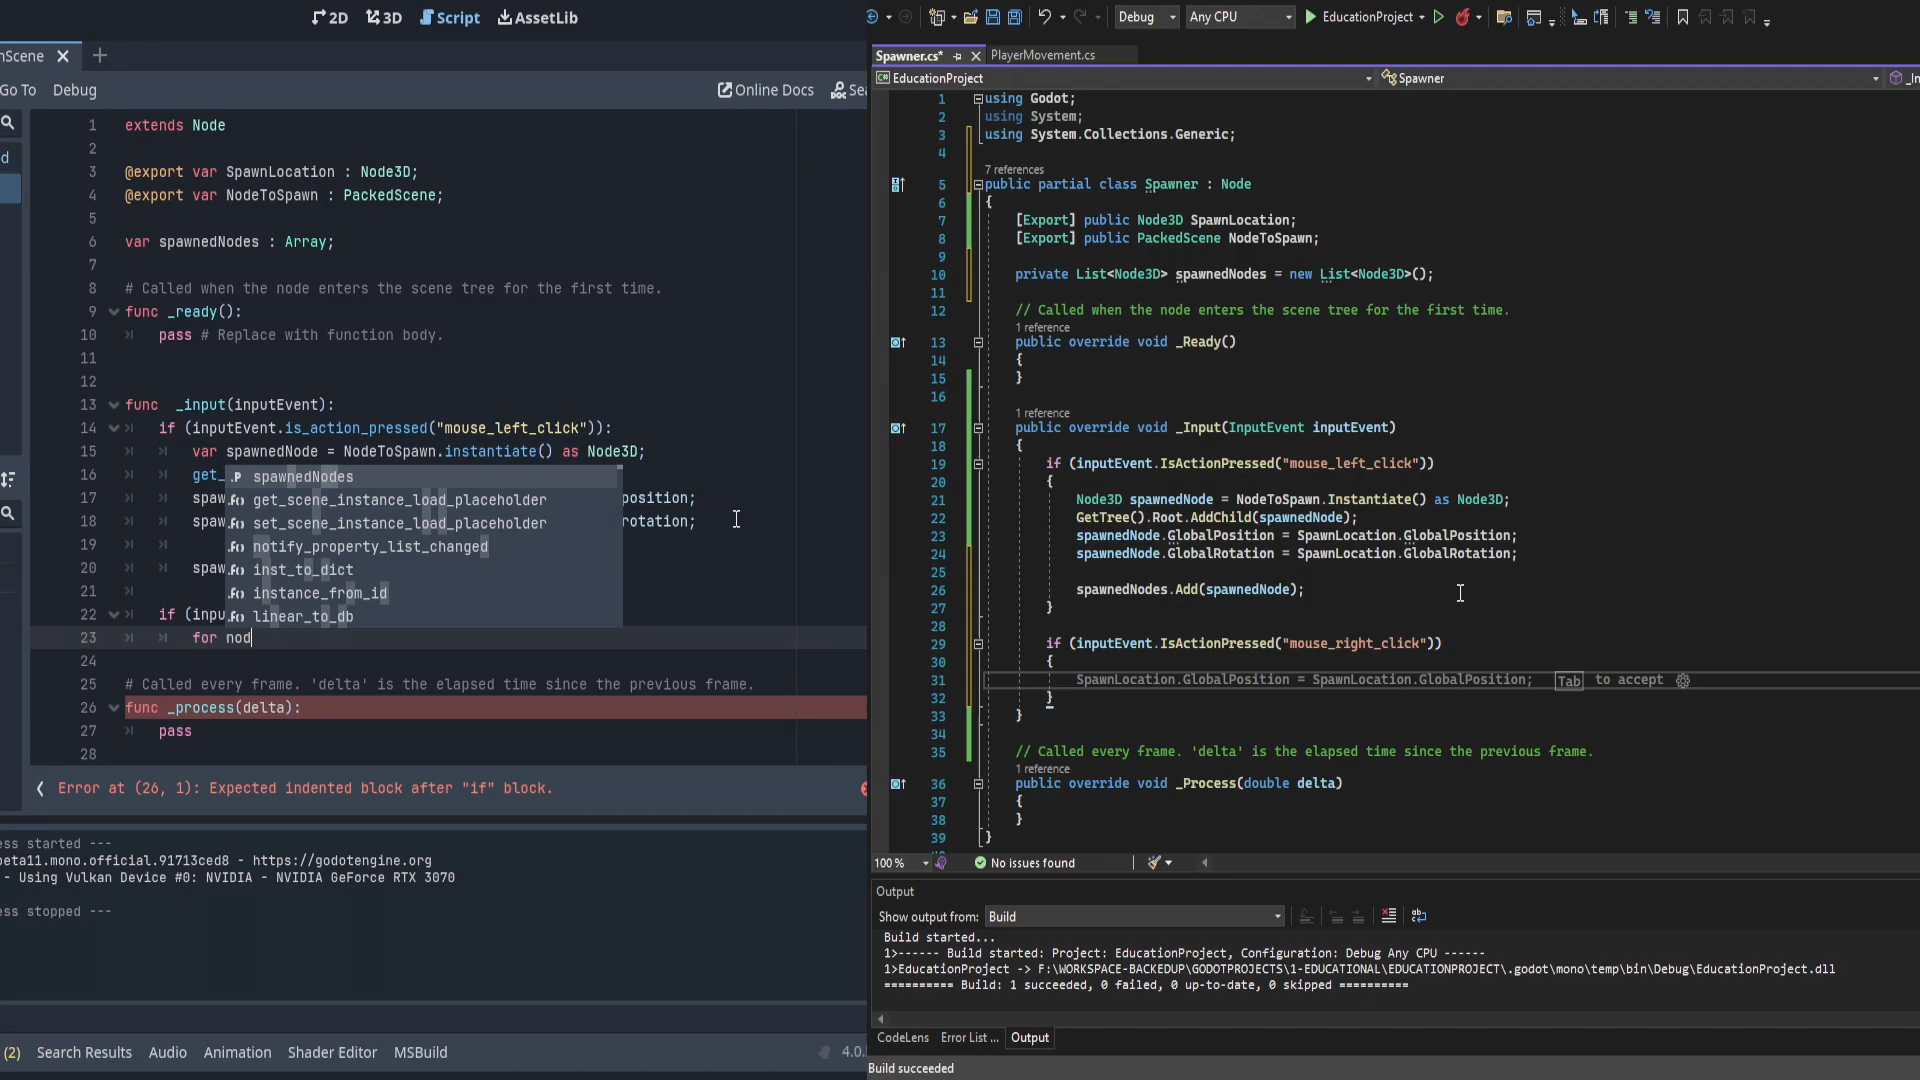 2D 3D Script AssetLib
nScene
Go To Debug Online Docs Sea
1 extends Node
2
3 @export var SpawnLocation : Node3D;
4 @export var NodeToSpawn : PackedScene;
5
6 var spawnedNodes : Array;
7
8 # Called when the node enters the scene tree for the first time.
9 func _ready():
10 pass # Replace with function body.
11
12
13 func _input(inputEvent):
14 if (inputEvent.is_action_pressed("mouse_left_click")):
15 var spawnedNode = NodeToSpawn.instantiate() as Node3D;
16 get_
17 spaw position;
18 spaw rotation;
19
20 spaw
21
22 if (inpu
23 for nod
24
25 # Called every frame. 'delta' is the elapsed time since the previous frame.
26 func _process(delta):
27 pass
28
spawnedNodes
get_scene_instance_load_placeholder
set_scene_instance_load_placeholder
notify_property_list_changed
inst_to_dict
instance_from_id
linear_to_db
Error at (26, 1): Expected indented block after "if" block.
ess started ---
beta11.mono.official.91713ced8 - https://godotengine.org
- Using Vulkan Device #0: NVIDIA - NVIDIA GeForce RTX 3070
ess stopped ---
(2) Search Results Audio Animation Shader Editor MSBuild 4.0.
Debug Any CPU EducationProject
Spawner.cs* PlayerMovement.cs
EducationProject Spawner _In
1 using Godot;
2 using System;
3 using System.Collections.Generic;
4
7 references
5 public partial class Spawner : Node
6 {
7 [Export] public Node3D SpawnLocation;
8 [Export] public PackedScene NodeToSpawn;
9
10 private List<Node3D> spawnedNodes = new List<Node3D>();
11
12 // Called when the node enters the scene tree for the first time.
1 reference
13 public override void _Ready()
14 {
15 }
16
1 reference
17 public override void _Input(InputEvent inputEvent)
18 {
19 if (inputEvent.IsActionPressed("mouse_left_click"))
20 {
21 Node3D spawnedNode = NodeToSpawn.Instantiate() as Node3D;
22 GetTree().Root.AddChild(spawnedNode);
23 spawnedNode.GlobalPosition = SpawnLocation.GlobalPosition;
24 spawnedNode.GlobalRotation = SpawnLocation.GlobalRotation;
25
26 spawnedNodes.Add(spawnedNode);
27 }
28
29 if (inputEvent.IsActionPressed("mouse_right_click"))
30 {
31 SpawnLocation.GlobalPosition = SpawnLocation.GlobalPosition; Tab to accept
32 }
33 }
34
35 // Called every frame. 'delta' is the elapsed time since the previous frame.
1 reference
36 public override void _Process(double delta)
37 {
38 }
39 }
100 % No issues found
Output
Show output from: Build
Build started...
1>------ Build started: Project: EducationProject, Configuration: Debug Any CPU ------
1>EducationProject -> F:\WORKSPACE-BACKEDUP\GODOTPROJECTS\1-EDUCATIONAL\EDUCATIONPROJECT\.godot\mono\temp\bin\Debug\EducationProject.dll
========== Build: 1 succeeded, 0 failed, 0 up-to-date, 0 skipped ==========
CodeLens Error List ... Output
Build succeeded